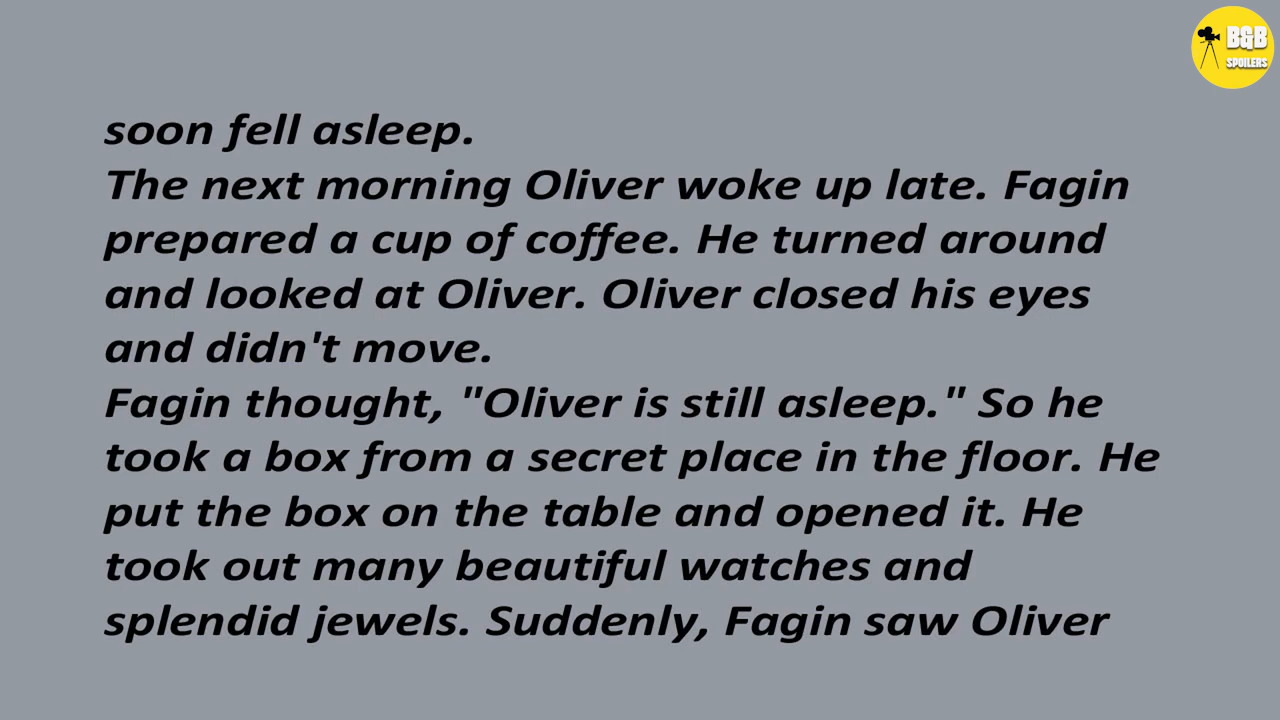 B&B
SPOILERS
soon fell asleep.
The next morning Oliver woke up late. Fagin
prepared a cup of coffee. He turned around
and looked at Oliver. Oliver closed his eyes
and didn't move.
Fagin thought, "Oliver is still asleep." So he
took a box from a secret place in the floor. He
put the box on the table and opened it. He
took out many beautiful watches and
splendid jewels. Suddenly, Fagin saw Oliver